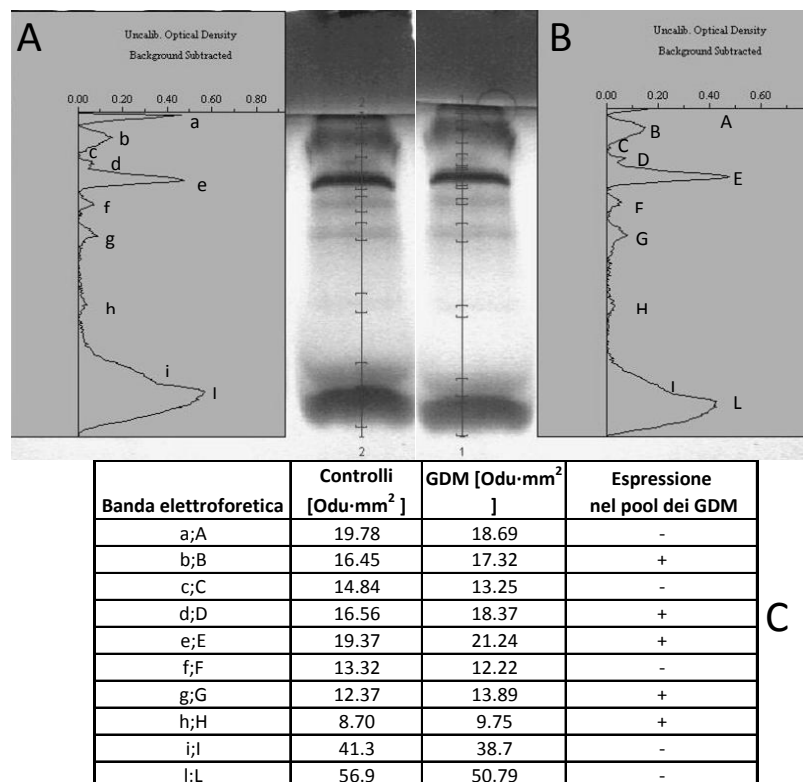 A
Uncalib. Optical Density
Background Subtracted
0.00 0.20 0.40 0.60 0.80
a
b
c
d
e
f
g
h
i
l
2
2
1
1
B
Uncalib. Optical Density
Background Subtracted
0.00 0.20 0.40 0.60
A
B
C
D
E
F
G
H
I
L
Banda elettroforetica Controlli [Odu·mm² ] GDM [Odu·mm² ] Espressione nel pool dei GDM
a;A 19.78 18.69 -
b;B 16.45 17.32 +
c;C 14.84 13.25 -
d;D 16.56 18.37 +
e;E 19.37 21.24 +
f;F 13.32 12.22 -
g;G 12.37 13.89 +
h;H 8.70 9.75 +
i;I 41.3 38.7 -
l;L 56.9 50.79 -
C